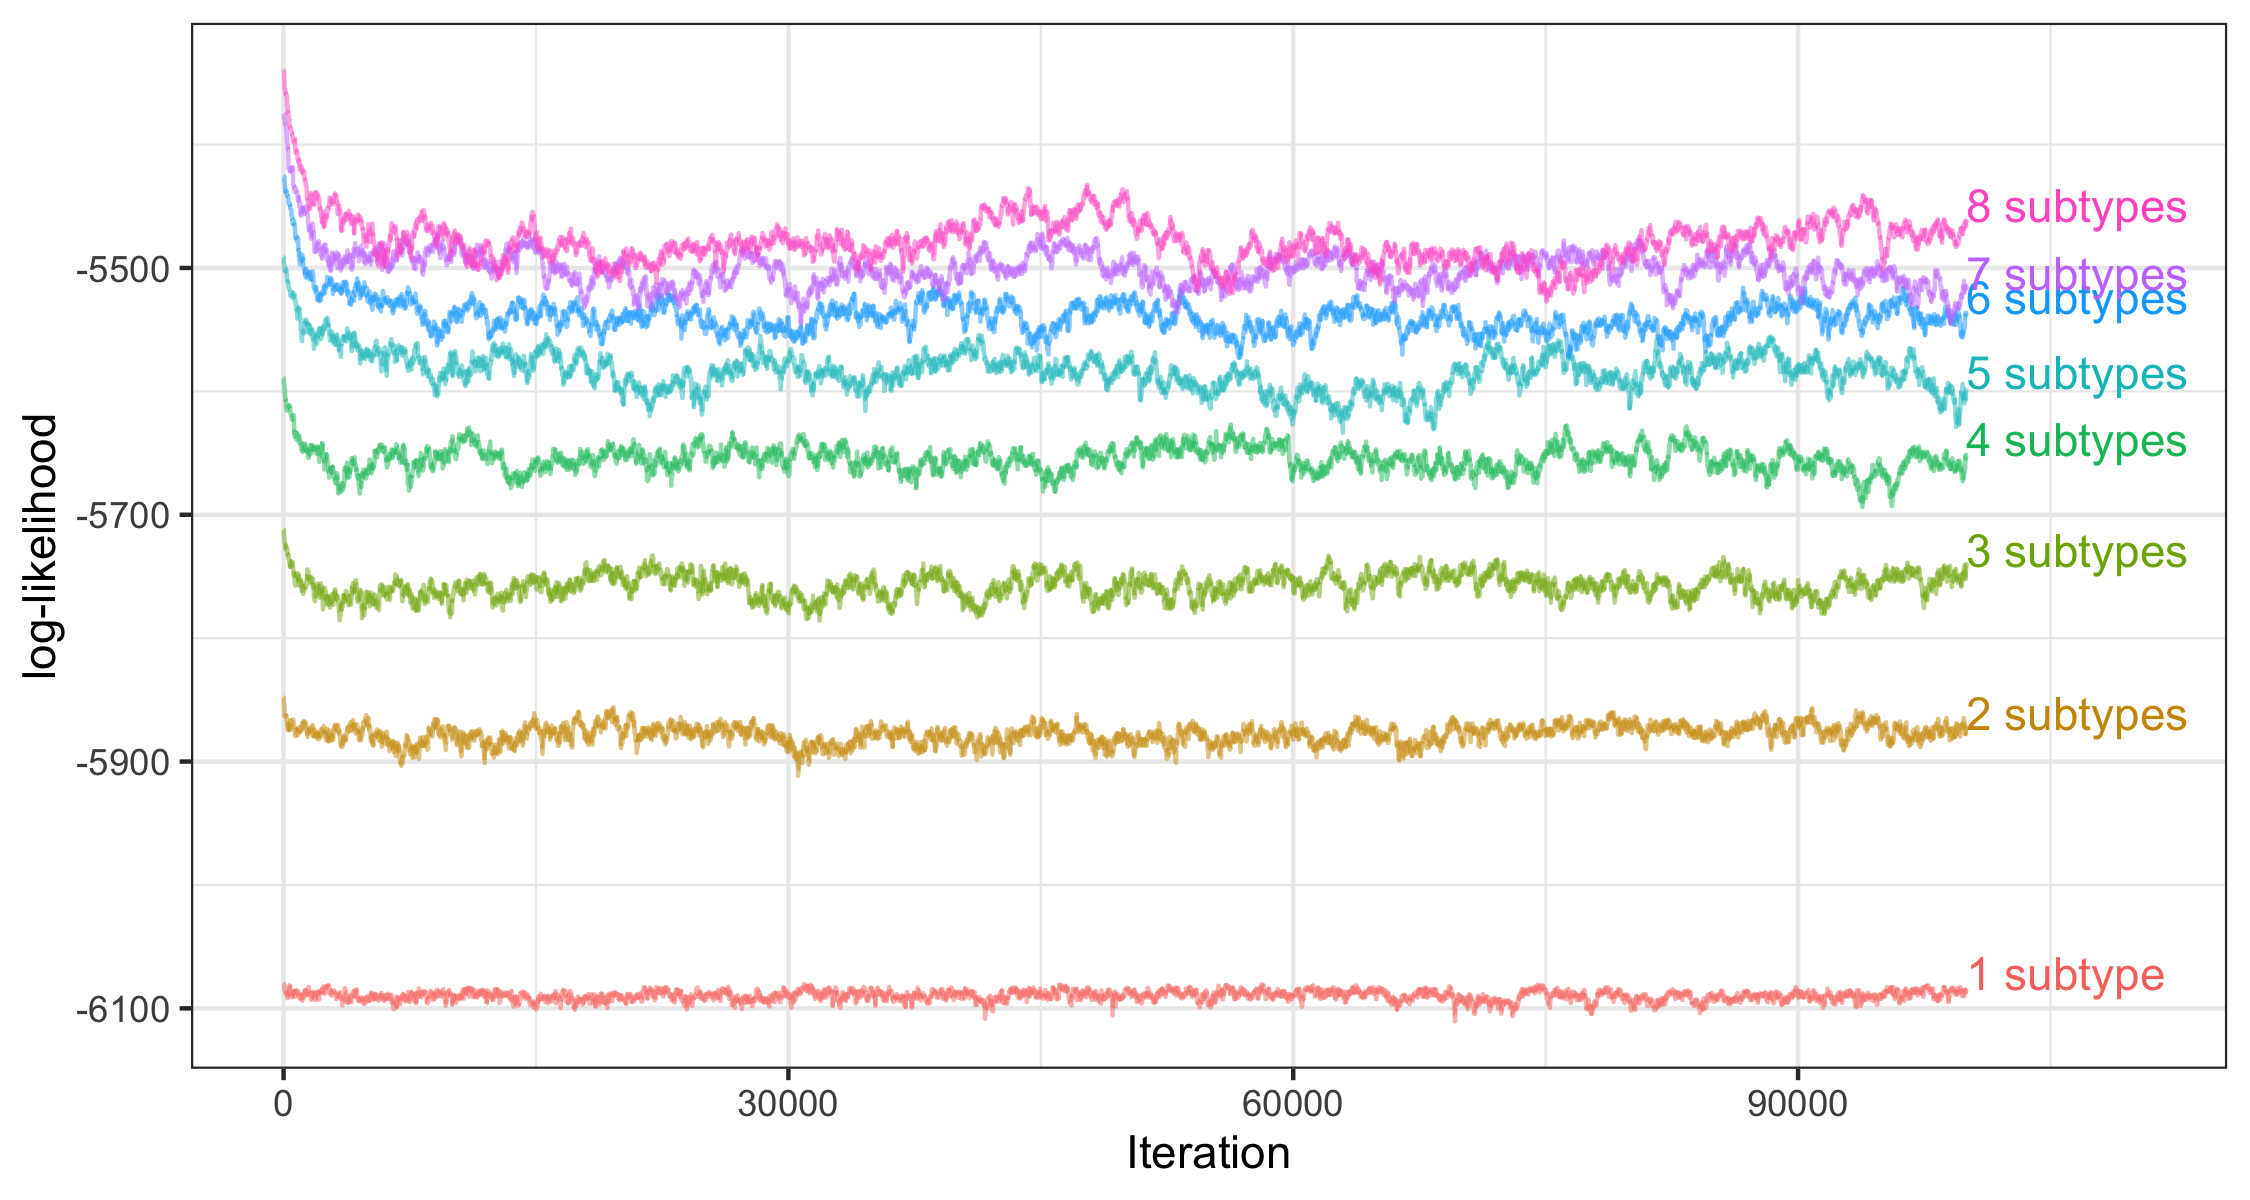 8 subtypes
-5500
7 subtypes
6 subtypes
5 subtypes
4 subtypes
-5700
3 subtypes
log-likelihood
2 subtypes
-5900
1 subtype
-6100
0
30000
60000
90000
Iteration